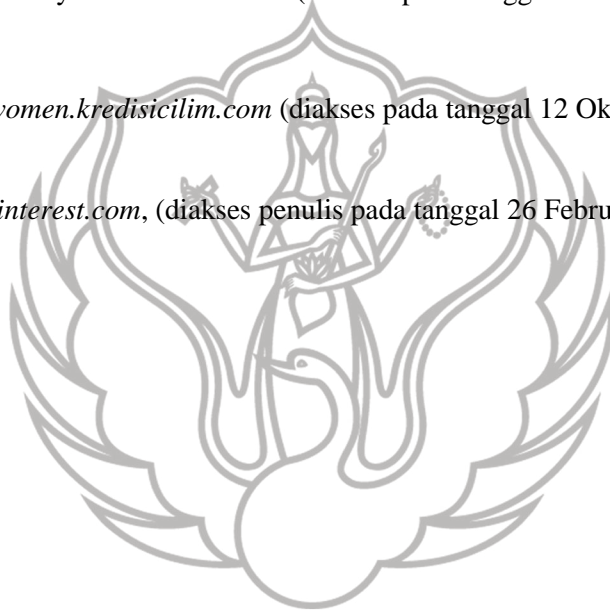 women.kredisicilim.com (diakses pada tanggal 12 Ok
interest.com, (diakses penulis pada tanggal 26 Febru